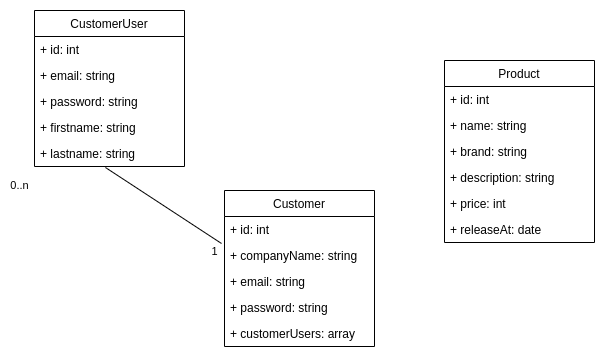 CustomerUser
+ id: int
+ email: string
+ password: string
+ firstname: string
+ lastname: string
0..n
1
Customer
+ id: int
+ companyName: string
+ email: string
+ password: string
+ customerUsers: array
Product
+ id: int
+ name: string
+ brand: string
+ description: string
+ price: int
+ releaseAt: date